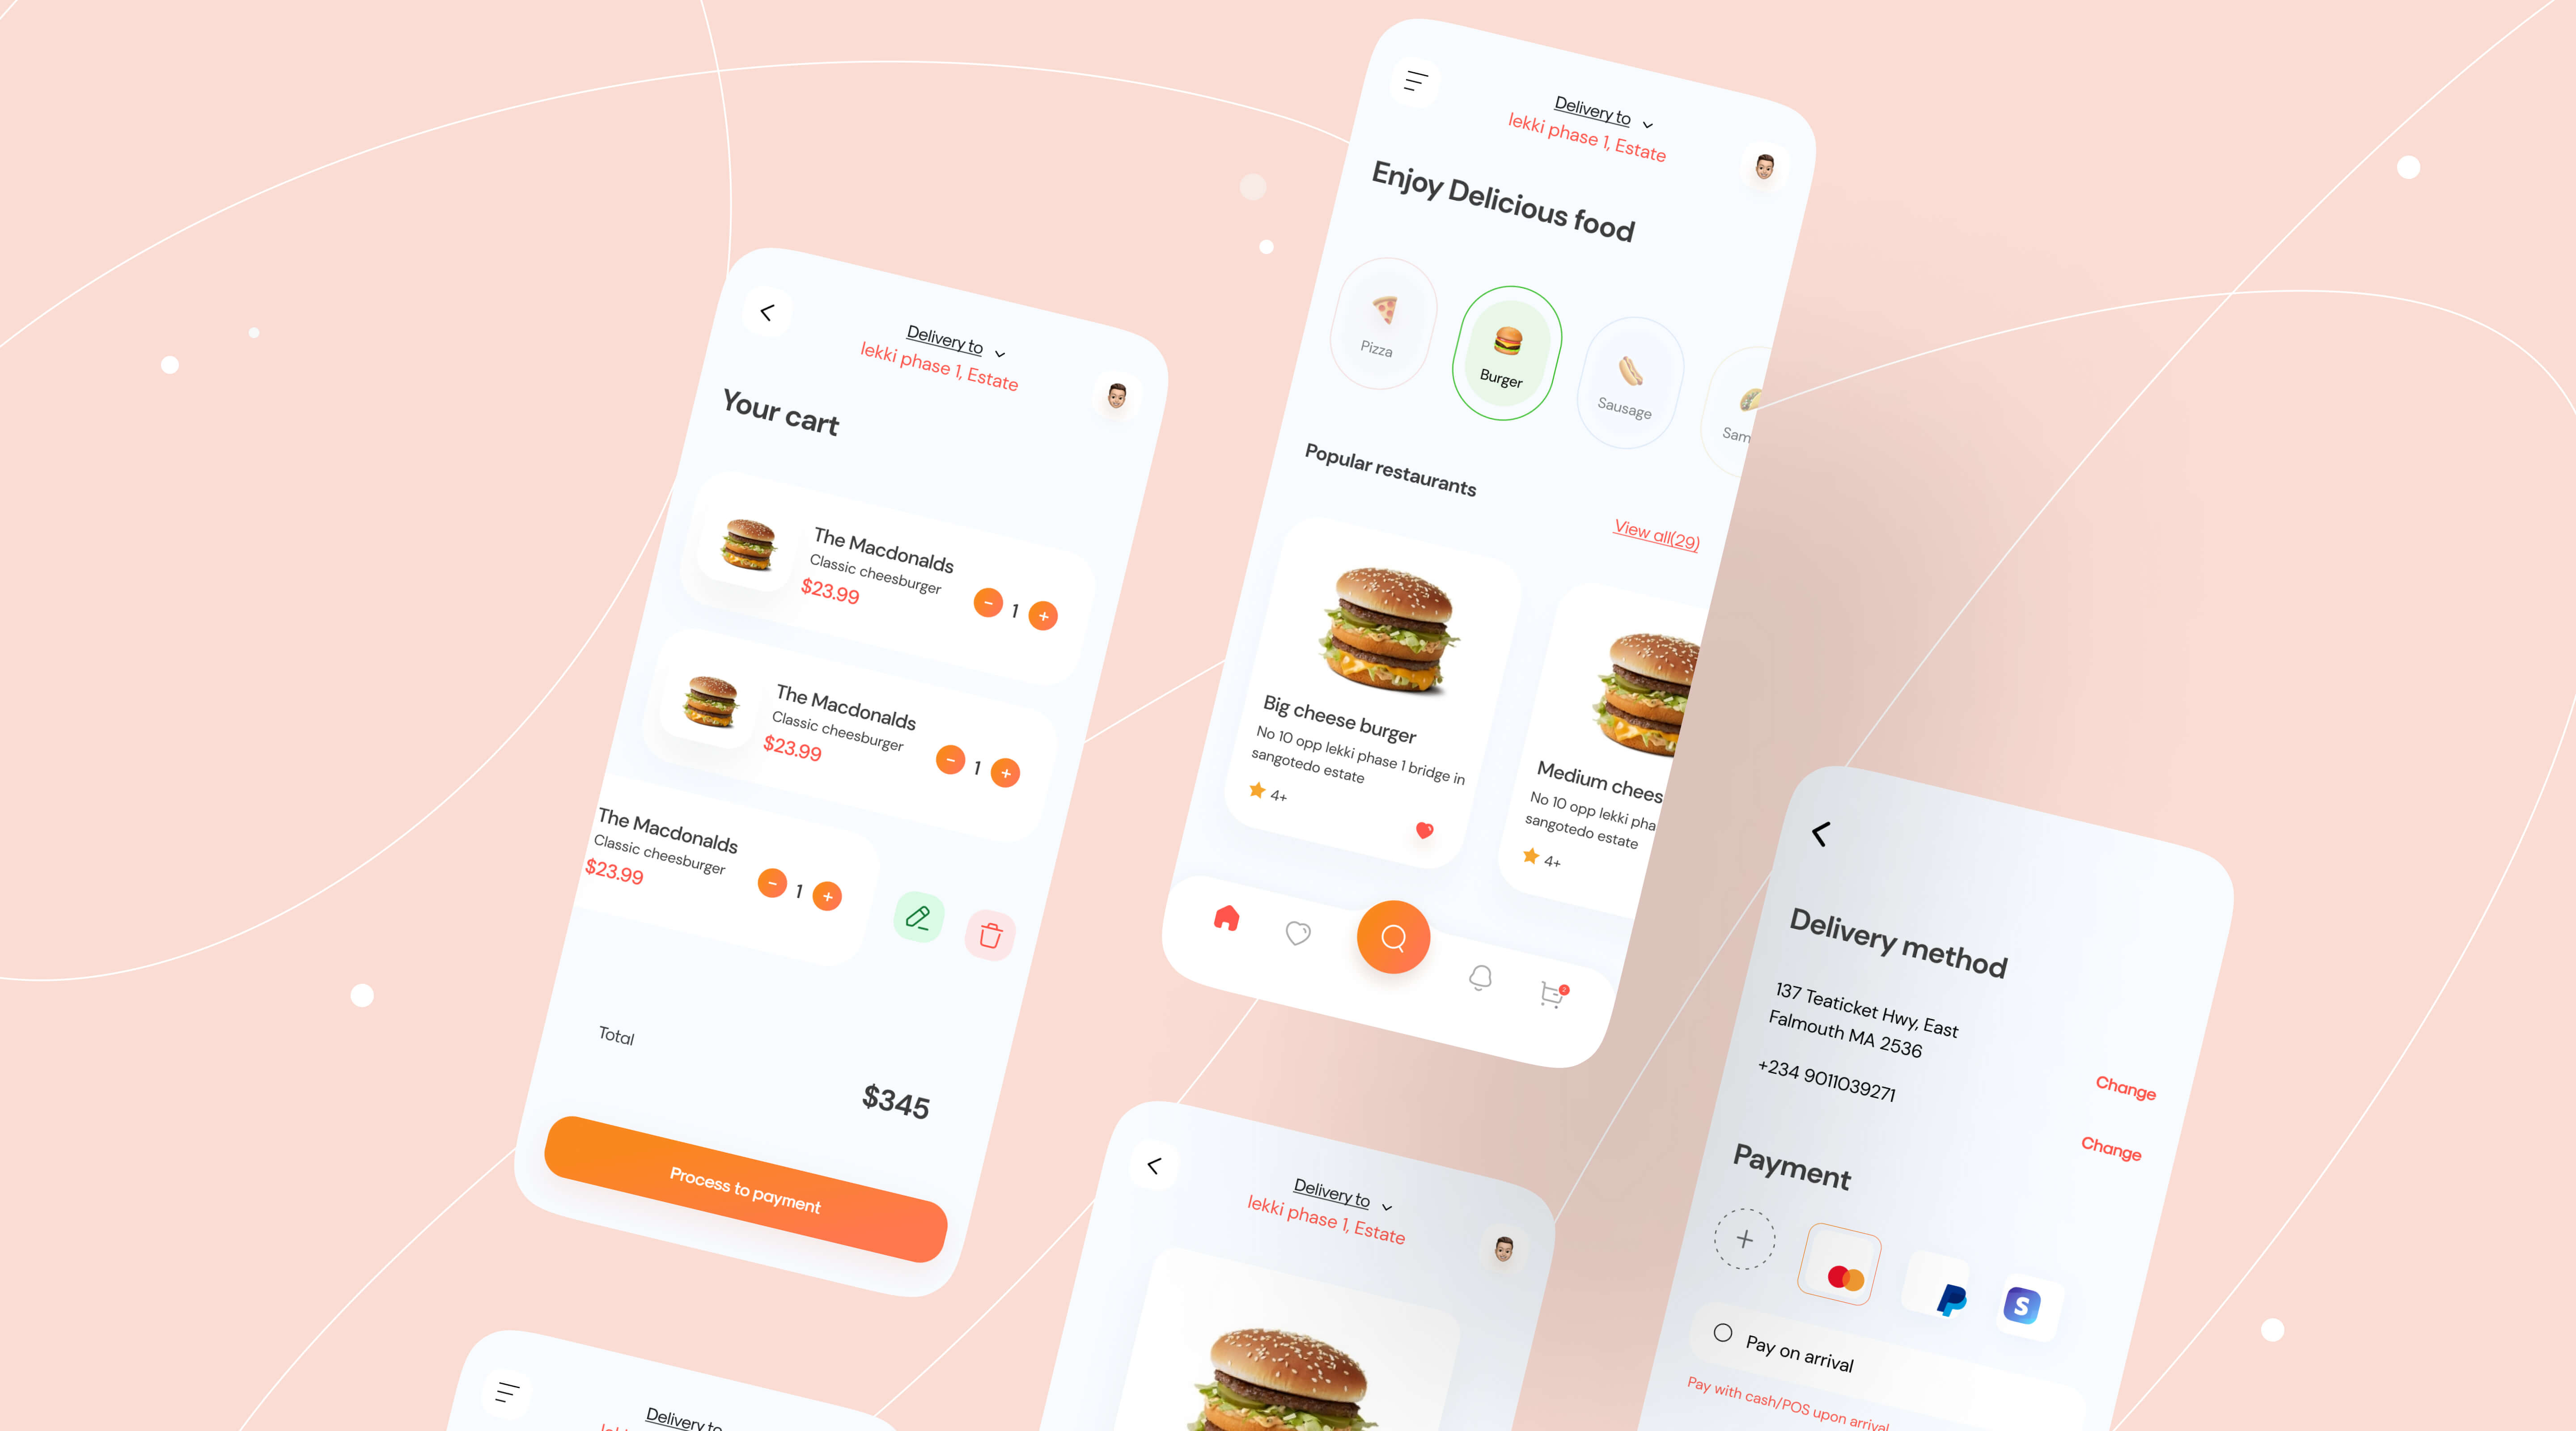 Delivery to
lekki phase 1, Estate
Your cart
The Macdonalds
Classic cheesburger
$23.99
1
The Macdonalds
Classic cheesburger
$23.99
1
The Macdonalds
Classic cheesburger
$23.99
1
Total
$345
Process to payment
Delivery to
lekki phase 1, Estate
Enjoy Delicious food
Pizza
Burger
Sausage
Sam
Popular restaurants
View all(29)
Big cheese burger
No 10 opp lekki phase 1 bridge in
sangotedo estate
4+
Medium chees
No 10 opp lekki pha
sangotedo estate
4+
Delivery method
137 Teaticket Hwy, East
Falmouth MA 2536
Change
+234 9011039271
Change
Payment
S
Pay on arrival
Pay with cash/POS upon arrival
Delivery to
lekki phase 1, Estate
Delivery to